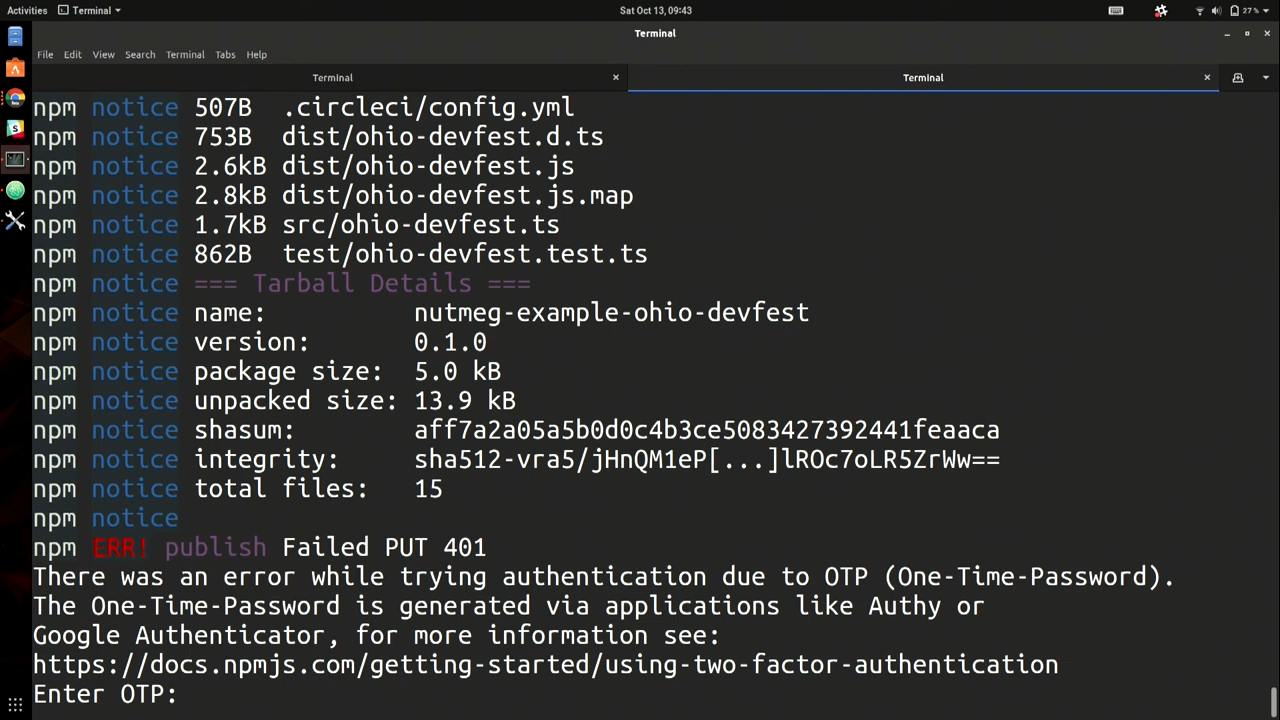 Activities Terminal Sat Oct 13, 09:43 27 %
Terminal
File Edit View Search Terminal Tabs Help
Terminal Terminal
npm notice 507B .circleci/config.yml
npm notice 753B dist/ohio-devfest.d.ts
npm notice 2.6kB dist/ohio-devfest.js
npm notice 2.8kB dist/ohio-devfest.js.map
npm notice 1.7kB src/ohio-devfest.ts
npm notice 862B test/ohio-devfest.test.ts
npm notice === Tarball Details ===
npm notice name: nutmeg-example-ohio-devfest
npm notice version: 0.1.0
npm notice package size: 5.0 kB
npm notice unpacked size: 13.9 kB
npm notice shasum: aff7a2a05a5b0d0c4b3ce5083427392441feaaca
npm notice integrity: sha512-vra5/jHnQM1eP[...]lROc7oLR5ZrWw==
npm notice total files: 15
npm notice
npm ERR! publish Failed PUT 401
There was an error while trying authentication due to OTP (One-Time-Password).
The One-Time-Password is generated via applications like Authy or
Google Authenticator, for more information see:
https://docs.npmjs.com/getting-started/using-two-factor-authentication
Enter OTP: